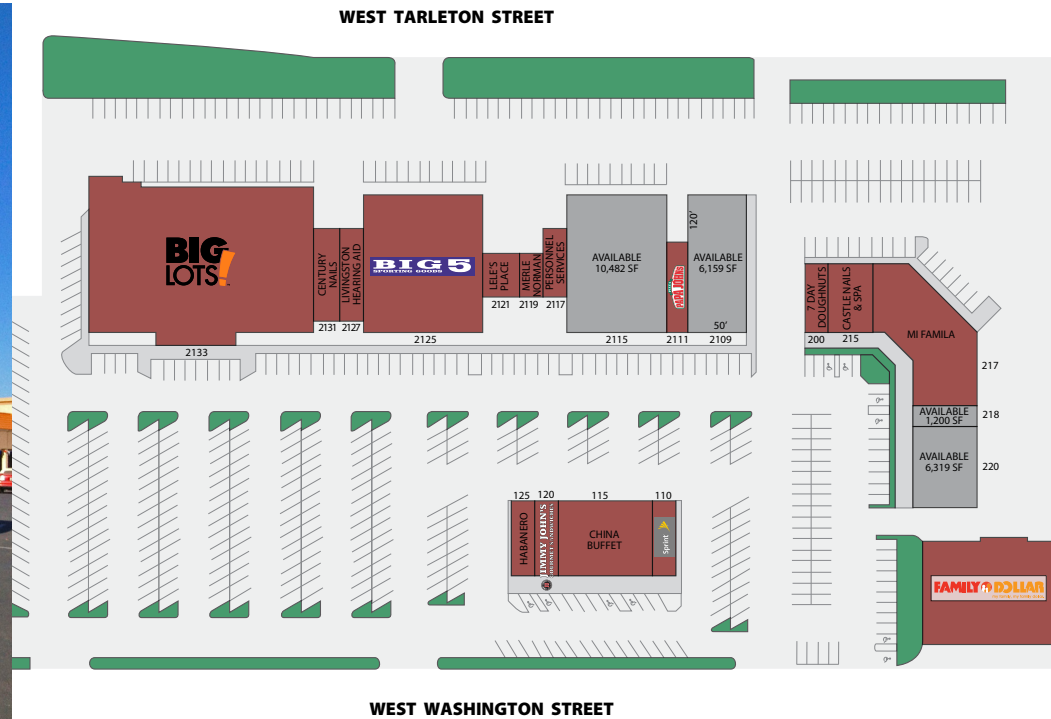 WEST TARLETON STREET
BIG
LOTS!
CENTURY
NAILS
LIVINGSTON
HEARING AID
BIG 5
SPORTING GOODS
LELE'S
PLACE
MERLE
NORMAN
PERSONNEL
SERVICES
AVAILABLE
10,482 SF
PAPA JOHN'S
120'
AVAILABLE
6,159 SF
50'
2133
2131
2127
2125
2121
2119
2117
2115
2111
2109
7 DAY
DOUGHNUTS
CASTLE NAILS
& SPA
MI FAMILA
200
215
217
AVAILABLE
1,200 SF
218
AVAILABLE
6,319 SF
220
125
120
115
110
HABANERO
JIMMY JOHN'S
GOURMET SANDWICHES
CHINA
BUFFET
Sprint
FAMILY DOLLAR
WEST WASHINGTON STREET